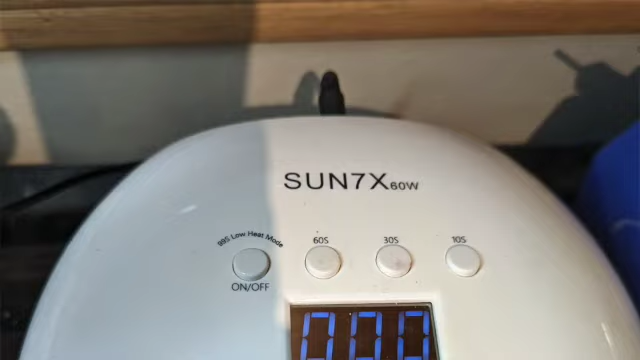 SUN7X60W
99S Low Heat Mode
60S
30S
10S
ON/OFF